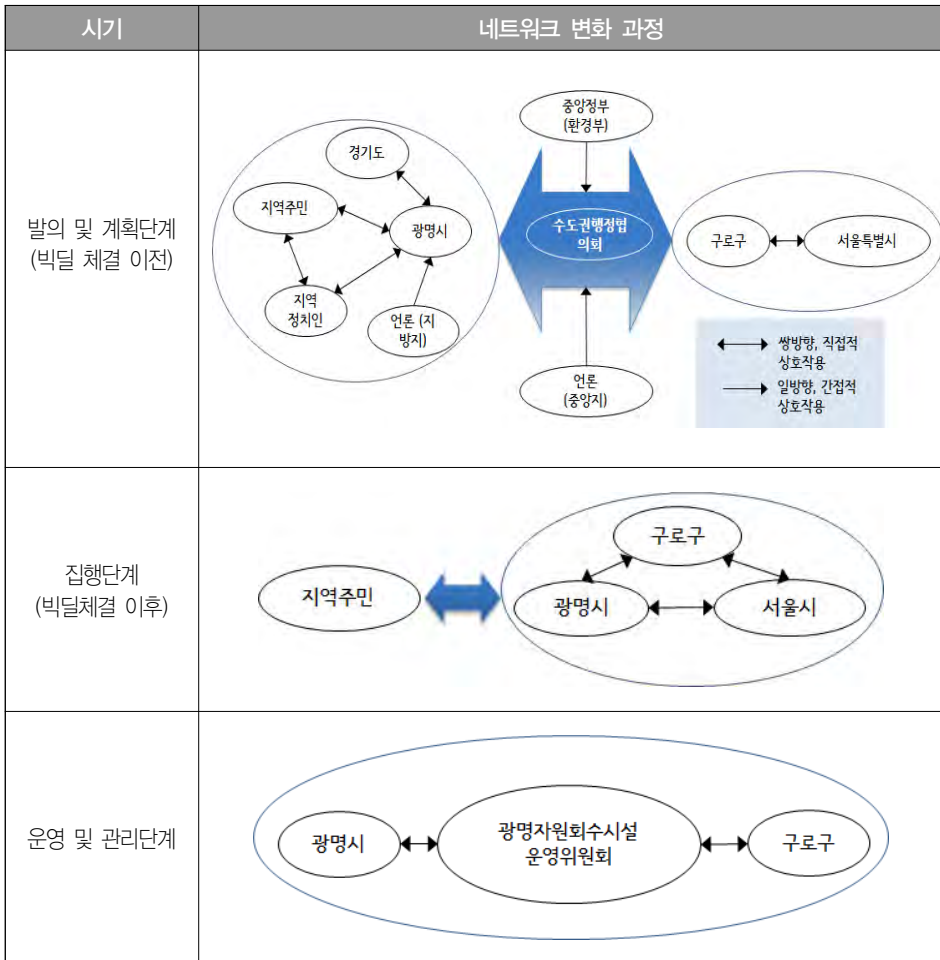 시기
네트워크 변화 과정
발의 및 계획단계
(빅딜 체결 이전)
중앙정부
(환경부)
경기도
지역주민
광명시
지역
정치인
언론 (지
방지)
수도권행정협
의회
구로구
서울특별시
언론
(중앙지)
쌍방향, 직접적
상호작용
일방향, 간접적
상호작용
집행단계
(빅딜체결 이후)
지역주민
구로구
광명시
서울시
운영 및 관리단계
광명시
광명자원회수시설
운영위원회
구로구